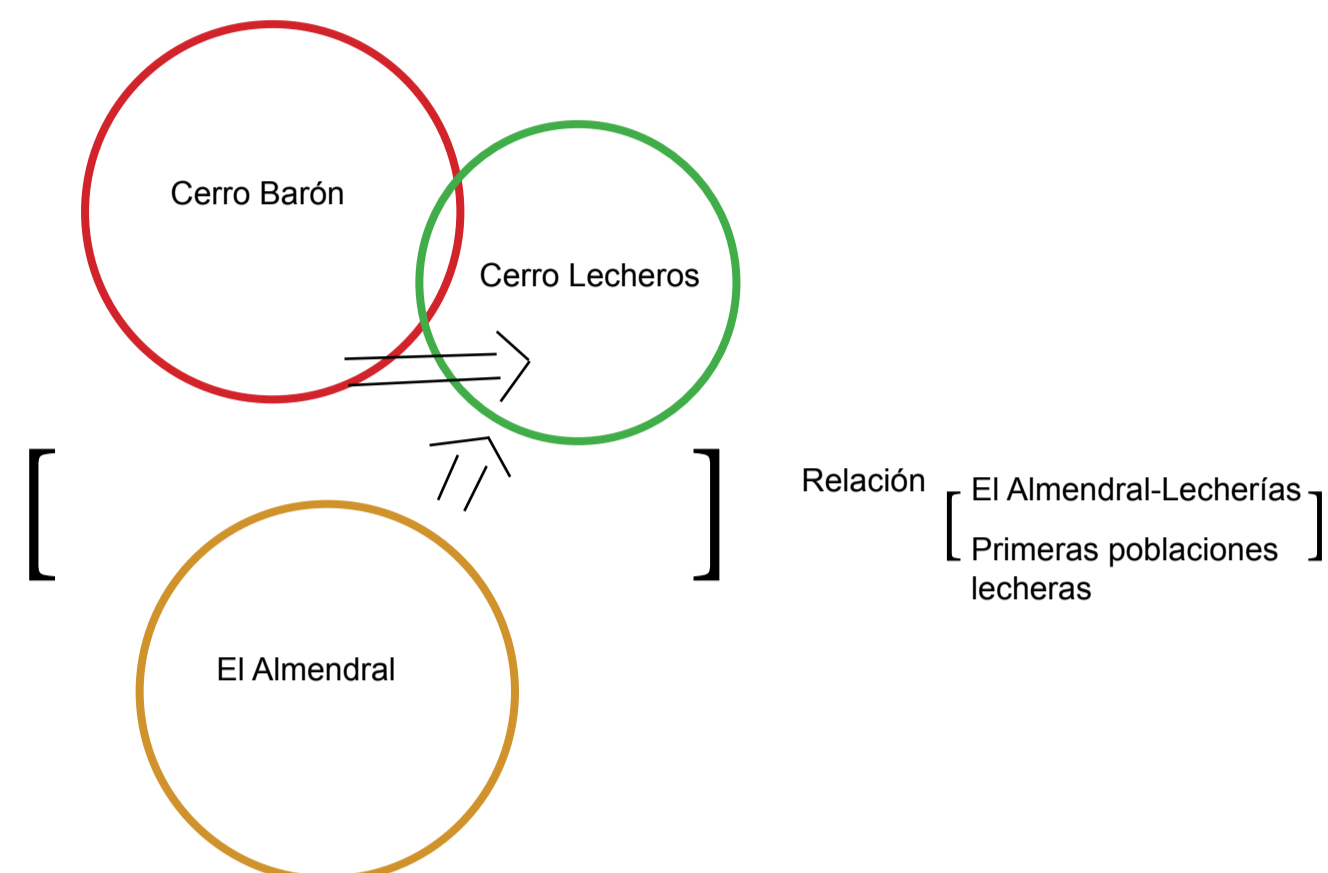 Cerro Barón
Cerro Lecheros
Relación
El Almendral-Lecherías
Primeras poblaciones
lecheras
El Almendral